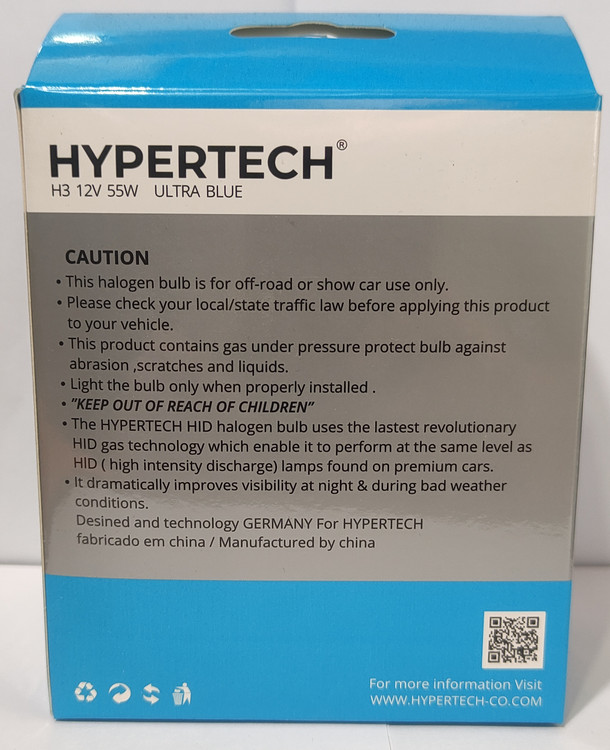 HYPERTECH®
H3 12V 55W ULTRA BLUE
CAUTION
• This halogen bulb is for off-road or show car use only.
• Please check your local/state traffic law before applying this product
to your vehicle.
• This product contains gas under pressure protect bulb against
abrasion ,scratches and liquids.
• Light the bulb only when properly installed .
• "KEEP OUT OF REACH OF CHILDREN"
• The HYPERTECH HID halogen bulb uses the lastest revolutionary
HID gas technology which enable it to perform at the same level as
HID ( high intensity discharge) lamps found on premium cars.
• It dramatically improves visibility at night & during bad weather
conditions.
Desined and technology GERMANY For HYPERTECH
fabricado em china / Manufactured by china
For more information Visit
WWW.HYPERTECH-CO.COM